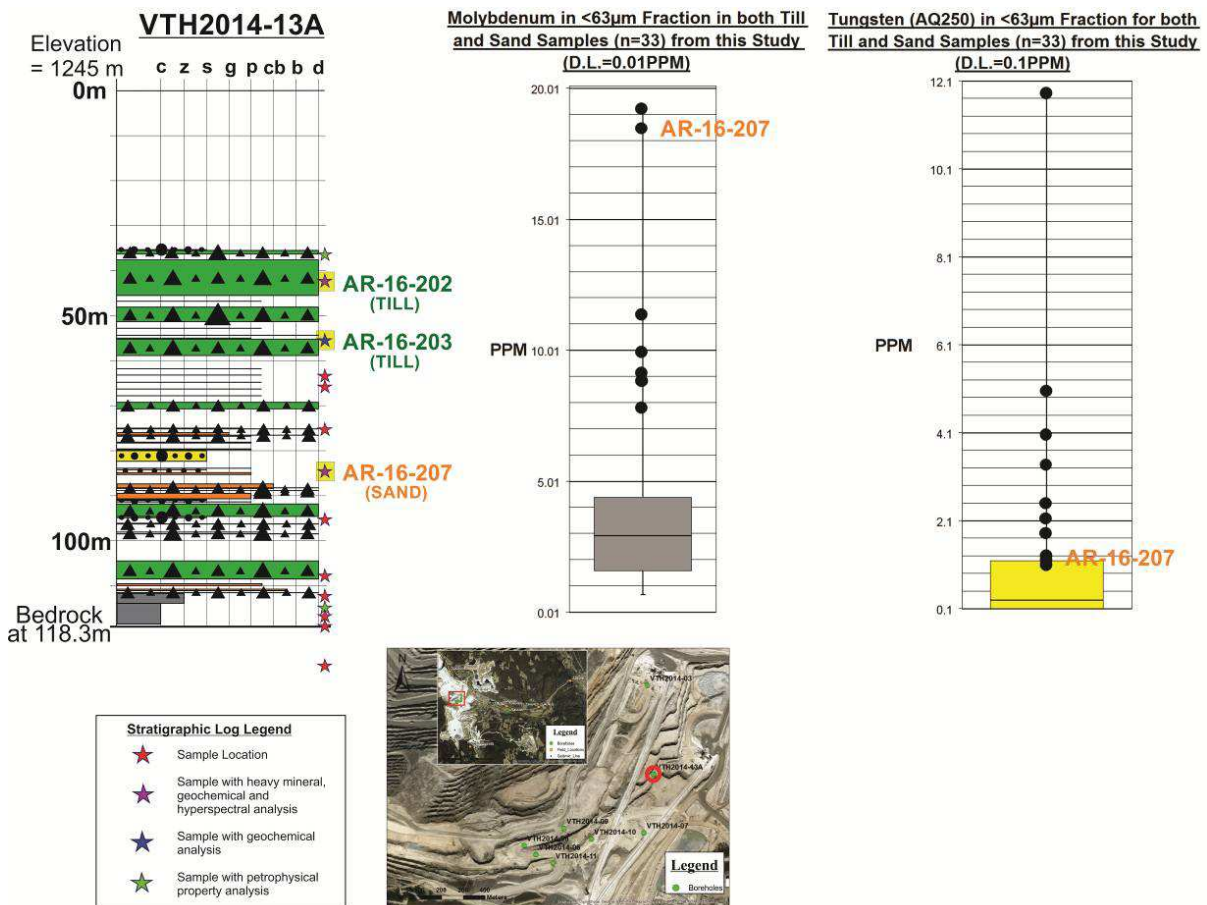 VTH2014-13A
Elevation
= 1245 m
c z s g p cb b d
0m
50m
100m
Bedrock
at 118.3m
AR-16-202
(TILL)
AR-16-203
(TILL)
AR-16-207
(SAND)
Molybdenum in <63µm Fraction in both Till
and Sand Samples (n=33) from this Study
(D.L.=0.01PPM)
20.01
15.01
PPM
10.01
5.01
0.01
AR-16-207
Tungsten (AQ250) in <63µm Fraction for both
Till and Sand Samples (n=33) from this Study
(D.L.=0.1PPM)
12.1
10.1
8.1
PPM
6.1
4.1
2.1
0.1
AR-16-207
Stratigraphic Log Legend
Sample Location
Sample with heavy mineral,
geochemical and
hyperspectral analysis
Sample with geochemical
analysis
Sample with petrophysical
property analysis
N
Legend
Boreholes
Field_Locations
Seismic_Line
VTH2014-03
VTH2014-13A
VTH2014-09
VTH2014-10
VTH2014-07
VTH2014-11
200 400
Meters
Legend
Boreholes